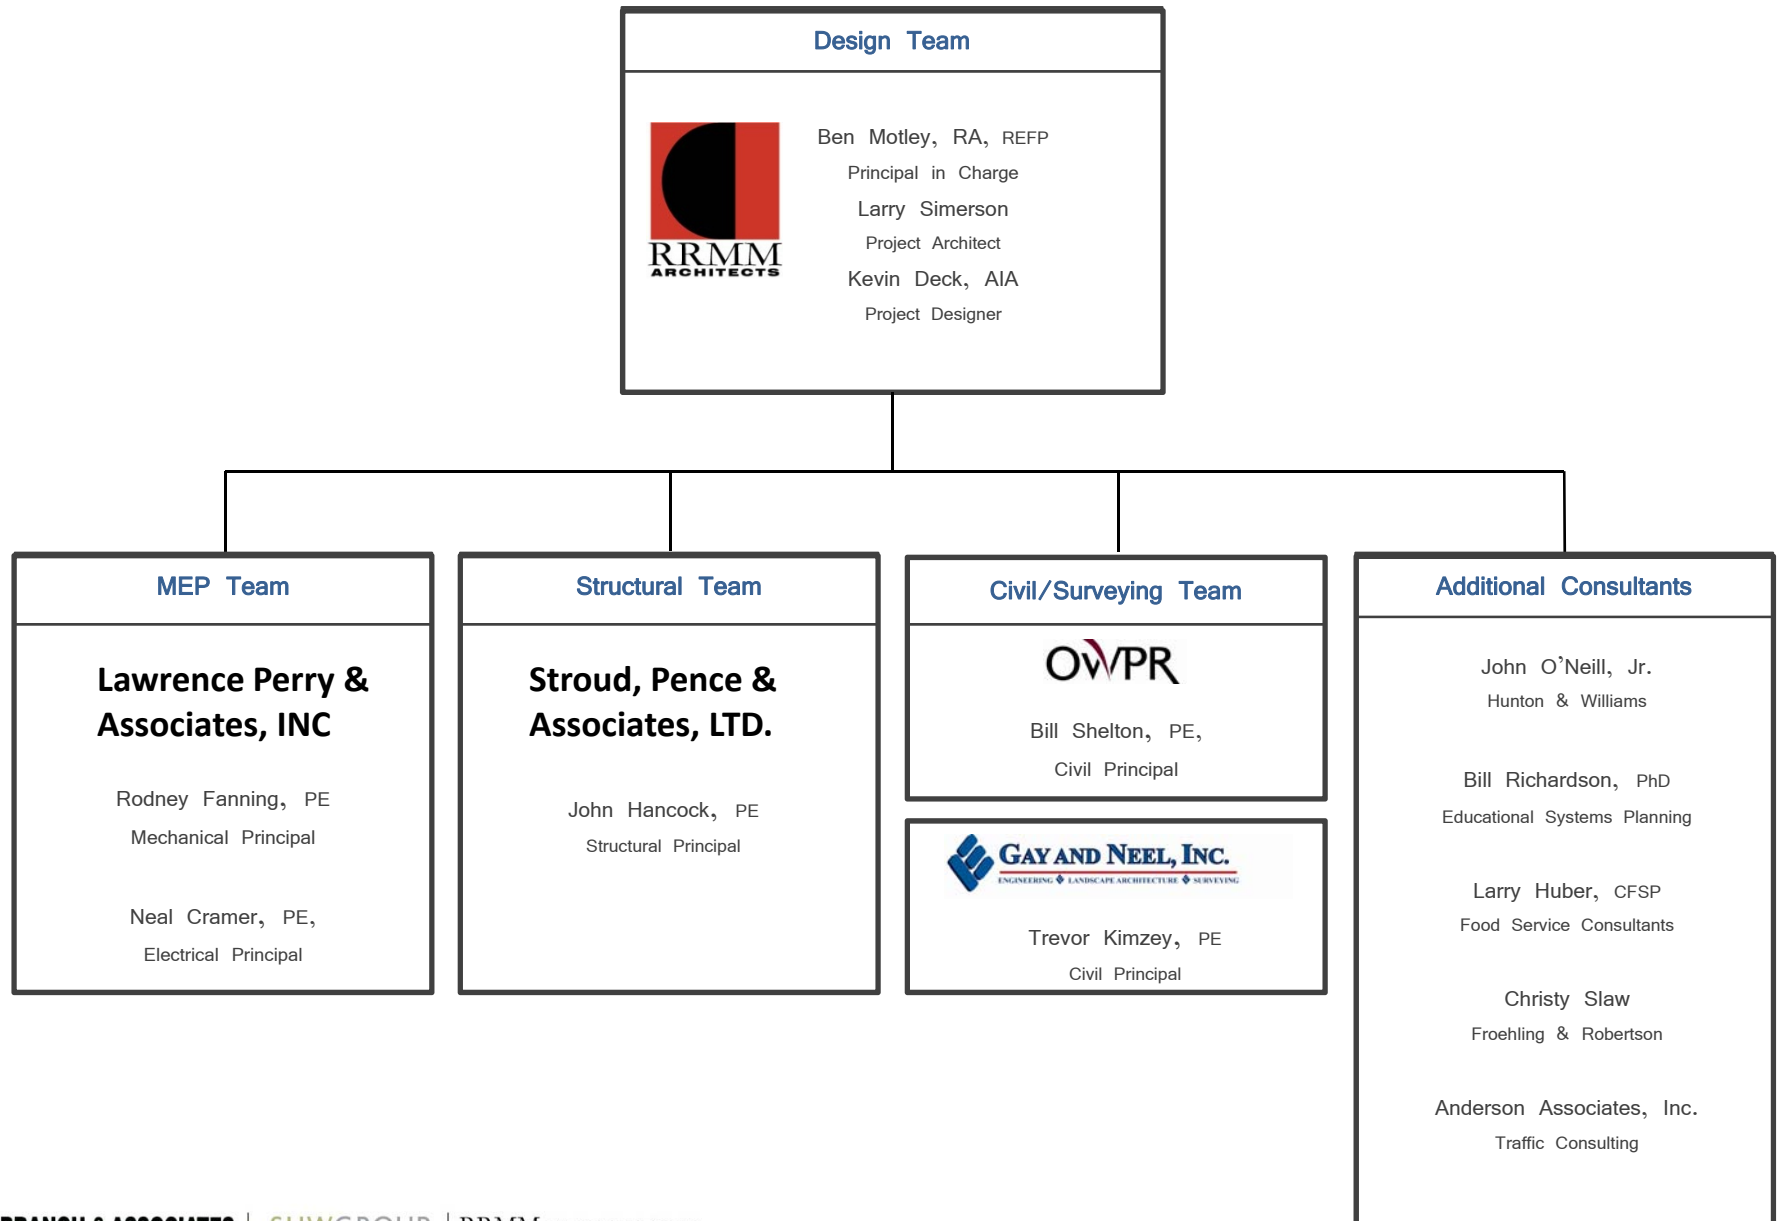 Design Team
RRMM
ARCHITECTS
Ben Motley, RA, REFP
Principal in Charge
Larry Simerson
Project Architect
Kevin Deck, AIA
Project Designer
MEP Team
Lawrence Perry &
Associates, INC
Rodney Fanning, PE
Mechanical Principal
Neal Cramer, PE,
Electrical Principal
Structural Team
Stroud, Pence &
Associates, LTD.
John Hancock, PE
Structural Principal
Civil/Surveying Team
OWPR
Bill Shelton, PE,
Civil Principal
GAY AND NEEL, INC.
ENGINEERING LANDSCAPE ARCHITECTURE SURVEYING
Trevor Kimzey, PE
Civil Principal
Additional Consultants
John O’Neill, Jr.
Hunton & Williams
Bill Richardson, PhD
Educational Systems Planning
Larry Huber, CFSP
Food Service Consultants
Christy Slaw
Froehling & Robertson
Anderson Associates, Inc.
Traffic Consulting
BRANCH & ASSOCIATES | SHWGROUP | RRMM